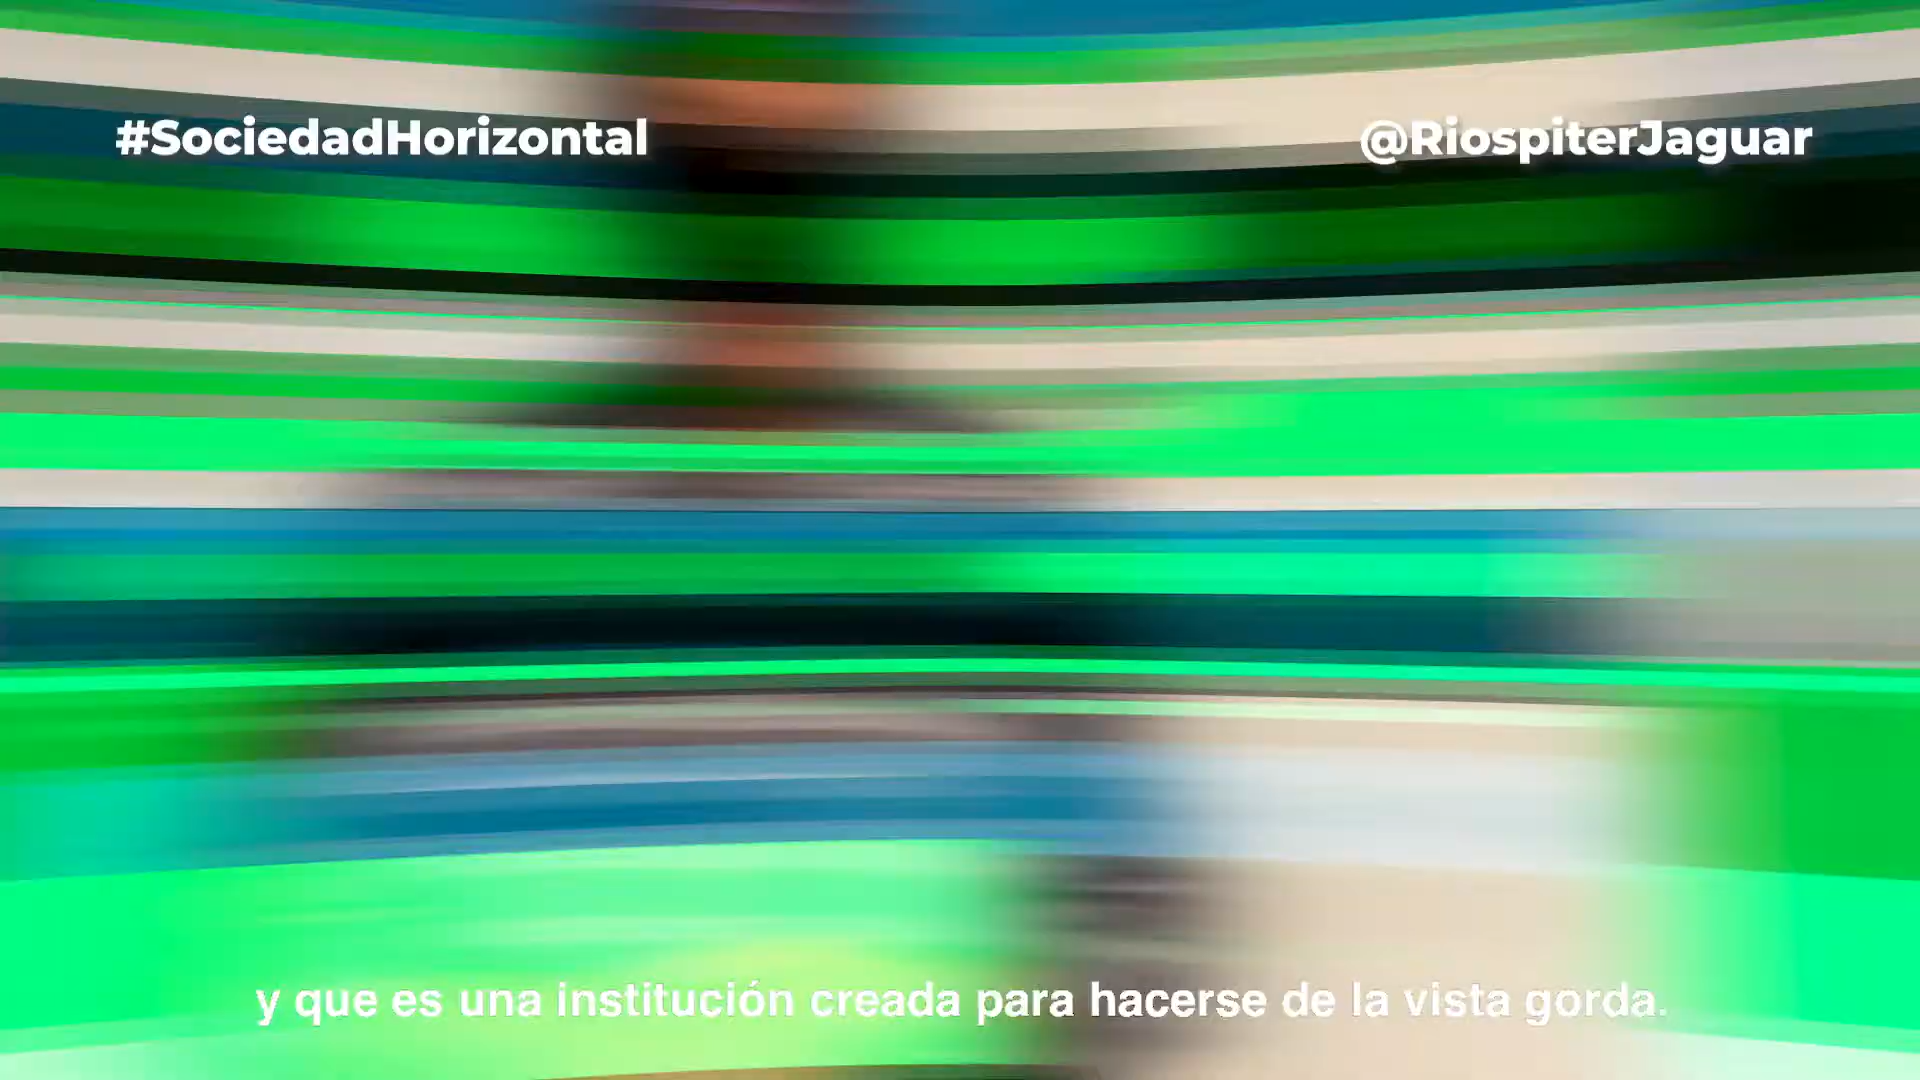 #SociedadHorizontal
@RiospiterJaguar
y que es una institución creada para hacerse de la vista gorda.